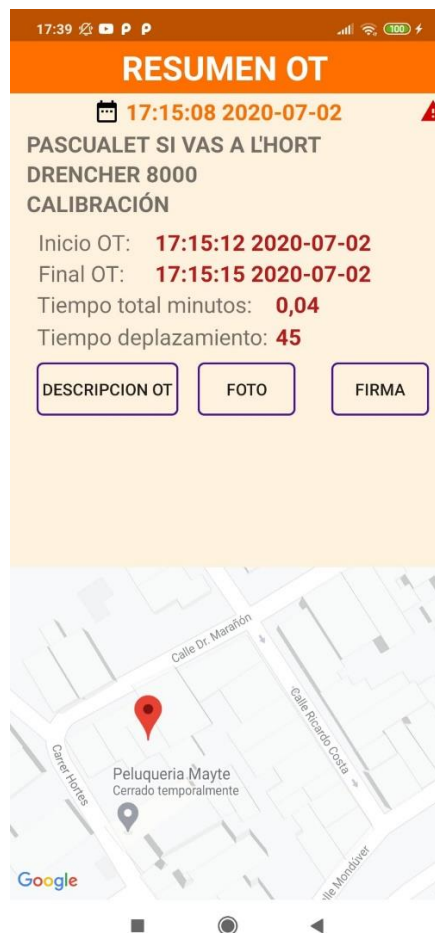 17:39
100
RESUMEN OT
17:15:08 2020-07-02
PASCUALET SI VAS A L'HORT
DRENCHER 8000
CALIBRACIÓN
Inicio OT: 17:15:12 2020-07-02
Final OT: 17:15:15 2020-07-02
Tiempo total minutos: 0,04
Tiempo deplazamiento: 45
DESCRIPCION OT FOTO FIRMA
Calle Dr. Marañón
Calle Ricardo Costa
Carrer Hortes
Peluqueria Mayte
Cerrado temporalmente
lle Mondúver
Google